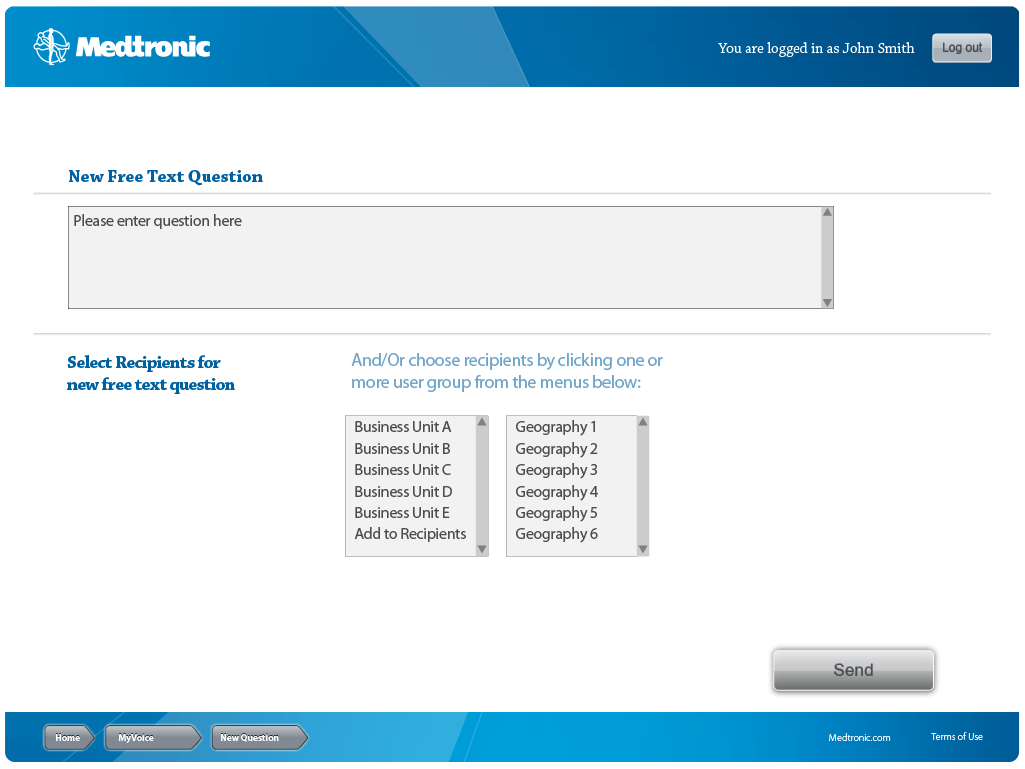 Medtronic
You are logged in as John Smith
Log out
New Free Text Question
Please enter question here
Select Recipients for
new free text question
And/Or choose recipients by clicking one or
more user group from the menus below:
Business Unit A
Business Unit B
Business Unit C
Business Unit D
Business Unit E
Add to Recipients
Geography 1
Geography 2
Geography 3
Geography 4
Geography 5
Geography 6
Send
Home
MyVoice
New Question
Medtronic.com
Terms of Use